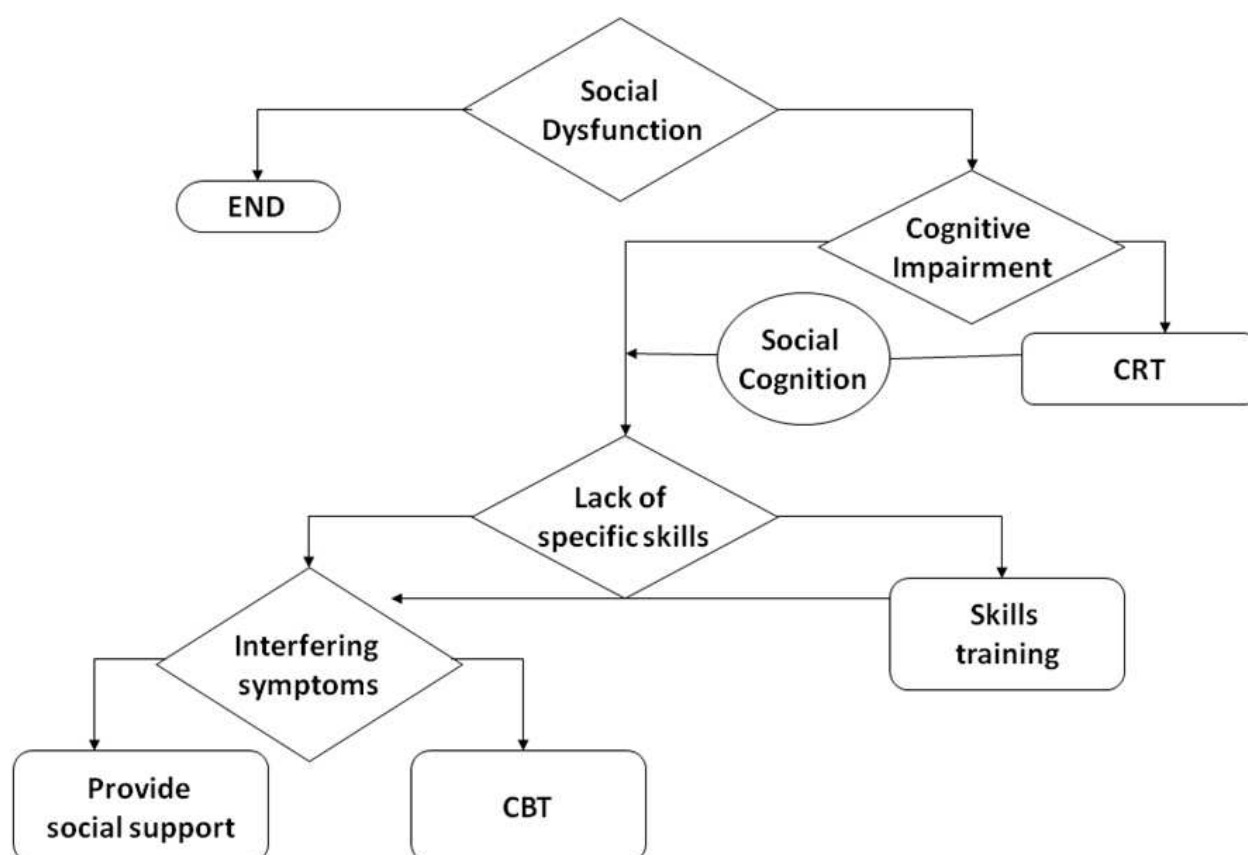 Social
Dysfunction
END
Cognitive
Impairment
Social
Cognition
CRT
Lack of
specific skills
Skills
training
Interfering
symptoms
Provide
social support
CBT